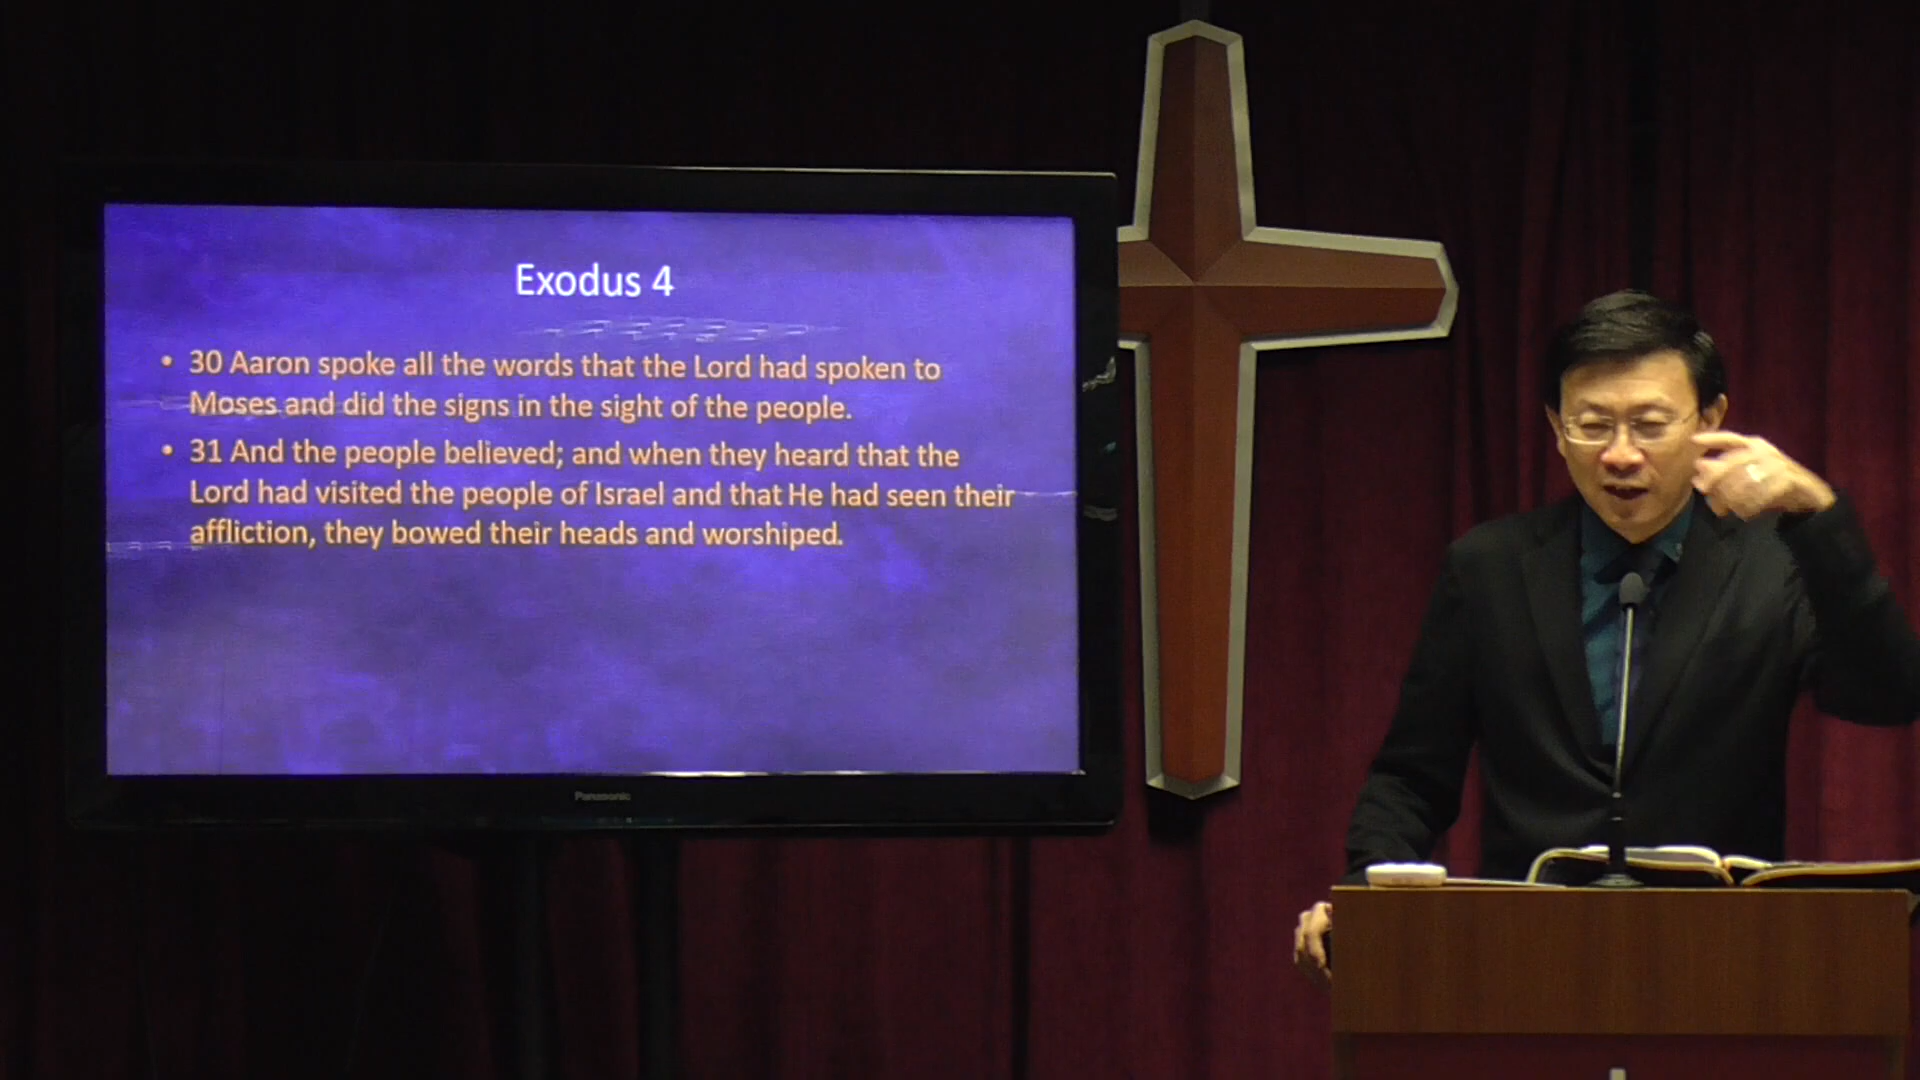 Exodus 4
• 30 Aaron spoke all the words that the Lord had spoken to
Moses and did the signs in the sight of the people.
• 31 And the people believed; and when they heard that the
Lord had visited the people of Israel and that He had seen their
affliction, they bowed their heads and worshiped.
Panasonic